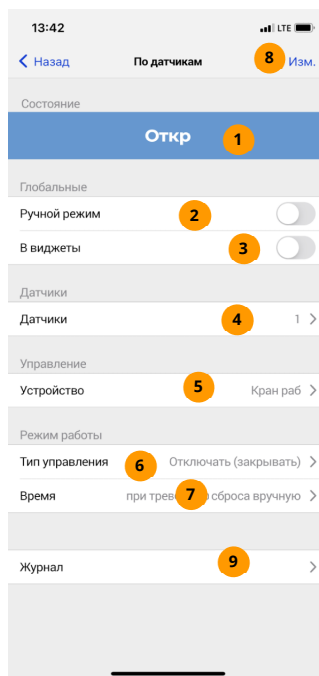 13:42 LTE
Назад По датчикам 8 Изм.
Состояние
Откр 1
Глобальные
Ручной режим 2
В виджеты 3
Датчики
Датчики 4 1
Управление
Устройство 5 Кран раб
Режим работы
Тип управления 6 Отключать (закрывать)
Время при 7 сброса вручную
Журнал 9